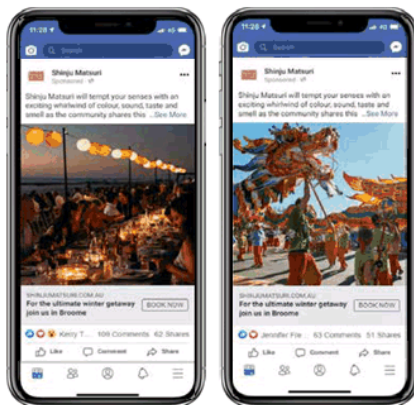 11:28
Search
Shinju Matsuri
Sponsored
Shinju Matsuri will tempt your senses with an
exciting whirlwind of colour, sound, taste and
smell as the community shares this ...See More
SHINJUMATSURI.COM.AU
For the ultimate winter getaway
join us in Broome
BOOK NOW
Kerry T... 109 Comments 62 Shares
Like Comment Share
11:28
Search
Shinju Matsuri
Sponsored
Shinju Matsuri will tempt your senses with an
exciting whirlwind of colour, sound, taste and
smell as the community shares this ...See More
SHINJUMATSURI.COM.AU
For the ultimate winter getaway
join us in Broome
BOOK NOW
Jennifer Fie... 63 Comments 51 Shares
Like Comment Share